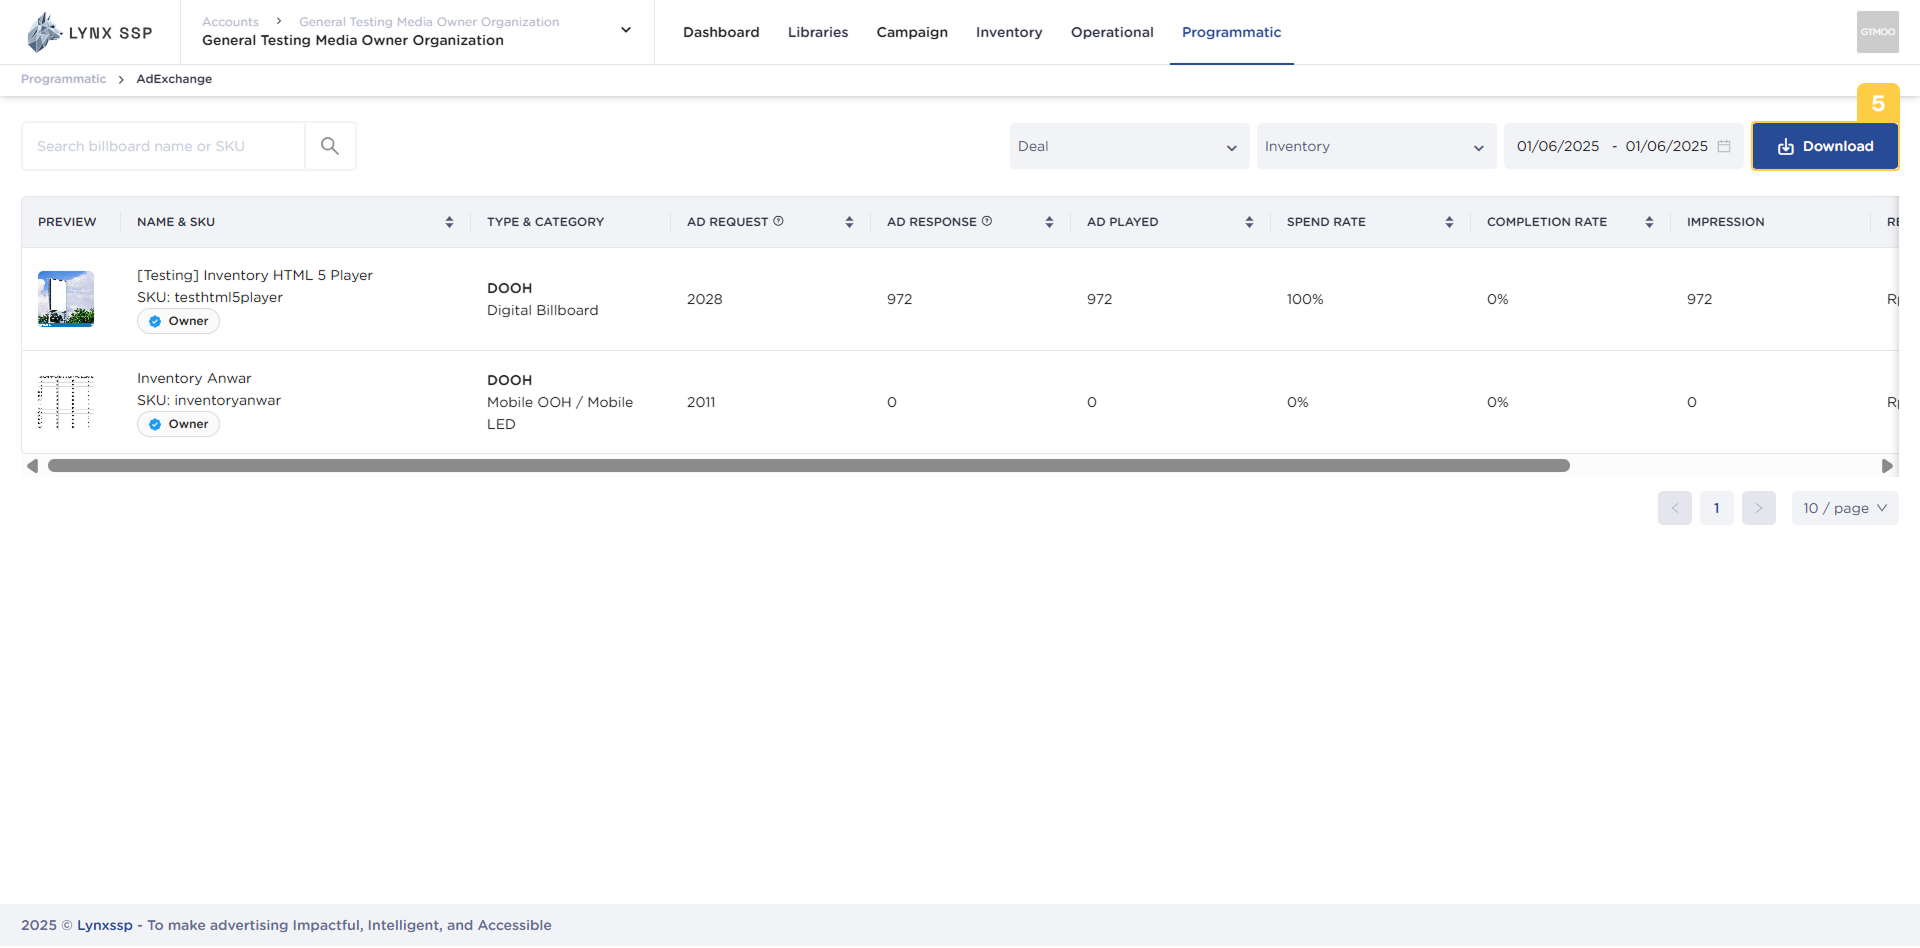 LYNX SSP
Accounts > General Testing Media Owner Organization
General Testing Media Owner Organization
Dashboard Libraries Campaign Inventory Operational Programmatic
GTMOO
Programmatic > AdExchange
5
Search billboard name or SKU
Deal
Inventory
01/06/2025 - 01/06/2025
Download
PREVIEW NAME & SKU TYPE & CATEGORY AD REQUEST AD RESPONSE AD PLAYED SPEND RATE COMPLETION RATE IMPRESSION RE
[Testing] Inventory HTML 5 Player
SKU: testhtml5player
Owner
DOOH
Digital Billboard
2028 972 972 100% 0% 972 Rp
Inventory Anwar
SKU: inventoryanwar
Owner
DOOH
Mobile OOH / Mobile
LED
2011 0 0 0% 0% 0 Rp
< 1 > 10 / page
2025 © Lynxssp - To make advertising Impactful, Intelligent, and Accessible